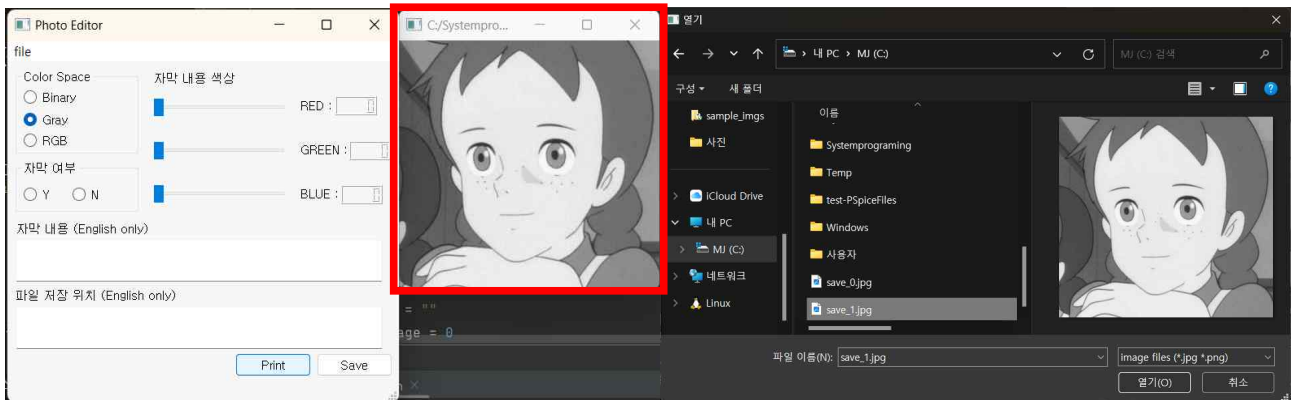 Photo Editor
file
Color Space
Binary
Gray
RGB
자막 내용 색상
RED : 0
GREEN : 0
BLUE : 0
자막 여부
Y N
자막 내용 (English only)
파일 저장 위치 (English only)
Print Save
C:/Systempro...
= ""
age = 0
열기
내 PC > MJ (C:)
MJ (C:) 검색
구성 새 폴더
sample_imgs
사진
iCloud Drive
내 PC
MJ (C:)
네트워크
Linux
이름
Systemprograming
Temp
test-PSpiceFiles
Windows
사용자
save_0.jpg
save_1.jpg
파일 이름(N): save_1.jpg
image files (*.jpg *.png)
열기(O) 취소